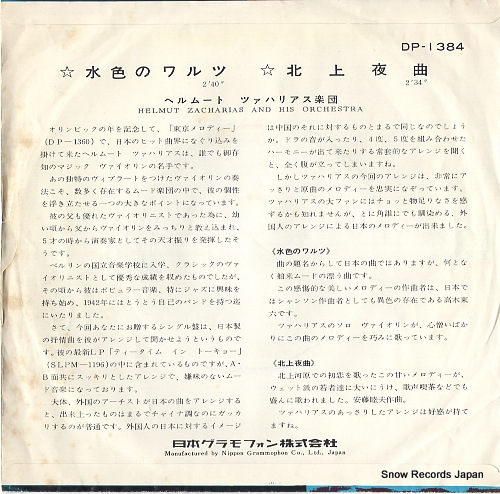 DP-1384
☆水色のワルツ ☆北上夜曲
2'40" 2'34"
ヘルムート ツァハリアス楽団
HELMUT ZACHARIAS AND HIS ORCHESTRA
オリンピックの年を記念して、「東京メロディー」
(DP—1360)で、日本のヒット曲界になぐり込みを
掛けて来たヘルムート ツァハリアスは、誰でも御存
知のマジック ヴァイオリンの名手です。
あの独特のヴィブラートをつけたヴァイオリンの奏
法こそ、数多く存在するムード楽団の中で、彼の個性
を浮き立たせる一つの大きなポイントになっています。
彼の父も優れたヴァイオリニストであった為に、幼
い頃から父からヴァイオリンをみっちりと教え込まれ、
5才の時から演奏家としてその天才振りを発揮したそ
うです。
ベルリンの国立音楽学校に入学、クラシックのヴァ
イオリニストとして優秀な成績を収めたものでしたが、
その頃から彼はポピュラー音楽、特にジャズに興味を
持ち始め、1942年にはとうとう自己のバンドを持つ迄
にいたりました。
さて、今回あなたにお贈するシングル盤は、日本製
の抒情曲を彼がアレンジして聞かせようというもので
す。彼の最新LP「ティータイム イン トーキョー」
(SLPM—1196)の中に含まれているものですが、A・
B面共にスッキリとしたアレンジで、嫌味のないムー
ド音楽になっております。
大体、外国のアーチストが日本の曲をアレンジする
と、出来上ったものはまるでチャイナ調なのにガッカ
リするのが普通です。外国人の日本に対するイメージ
は中国のそれに対するものとまるで同じなのでしょう
か、ドラの音が入ったり、4度、5度を組み合わせた
ハーモニーが出て来たりする常套的なアレンジを聞く
と、全く腹が立ってしまいますね。
しかしツァハリアスの今回のアレンジは、非常にア
ッさりと原曲のメロディーを忠実になぞっています。
ツァハリアスの大ファンにはチョッと物足りなさを感
ずるかも知れませんが、とに角誰にでも馴染める、外
国人のアレンジによる日本のメロディーが出来ました。
《水色のワルツ》
曲の題名からして日本の曲ではありますが、何とな
く舶来ムードの漂う曲です。
この感傷的な美しいメロディーの作曲者は、日本で
はシャンソン作曲者としても異色の存在である高木東
六です。
ツァハリアスのソロ ヴァイオリンが、心憎いばか
りにこの曲のメロディーを巧みに歌っています。
《北上夜曲》
北上河原での初恋を歌ったこの甘いメロディーが、
ウェット派の若者達に大いにうけ、歌声喫茶などでも
盛んに歌われました。安藤睦夫作曲。
ツァハリアスのあっさりしたアレンジは好感が持て
ますね。
日本グラモフォン株式会社
Manufactured by Nippon Grammophon Co., Ltd., Japan
Snow Records Japan
www.snowrecords.jp